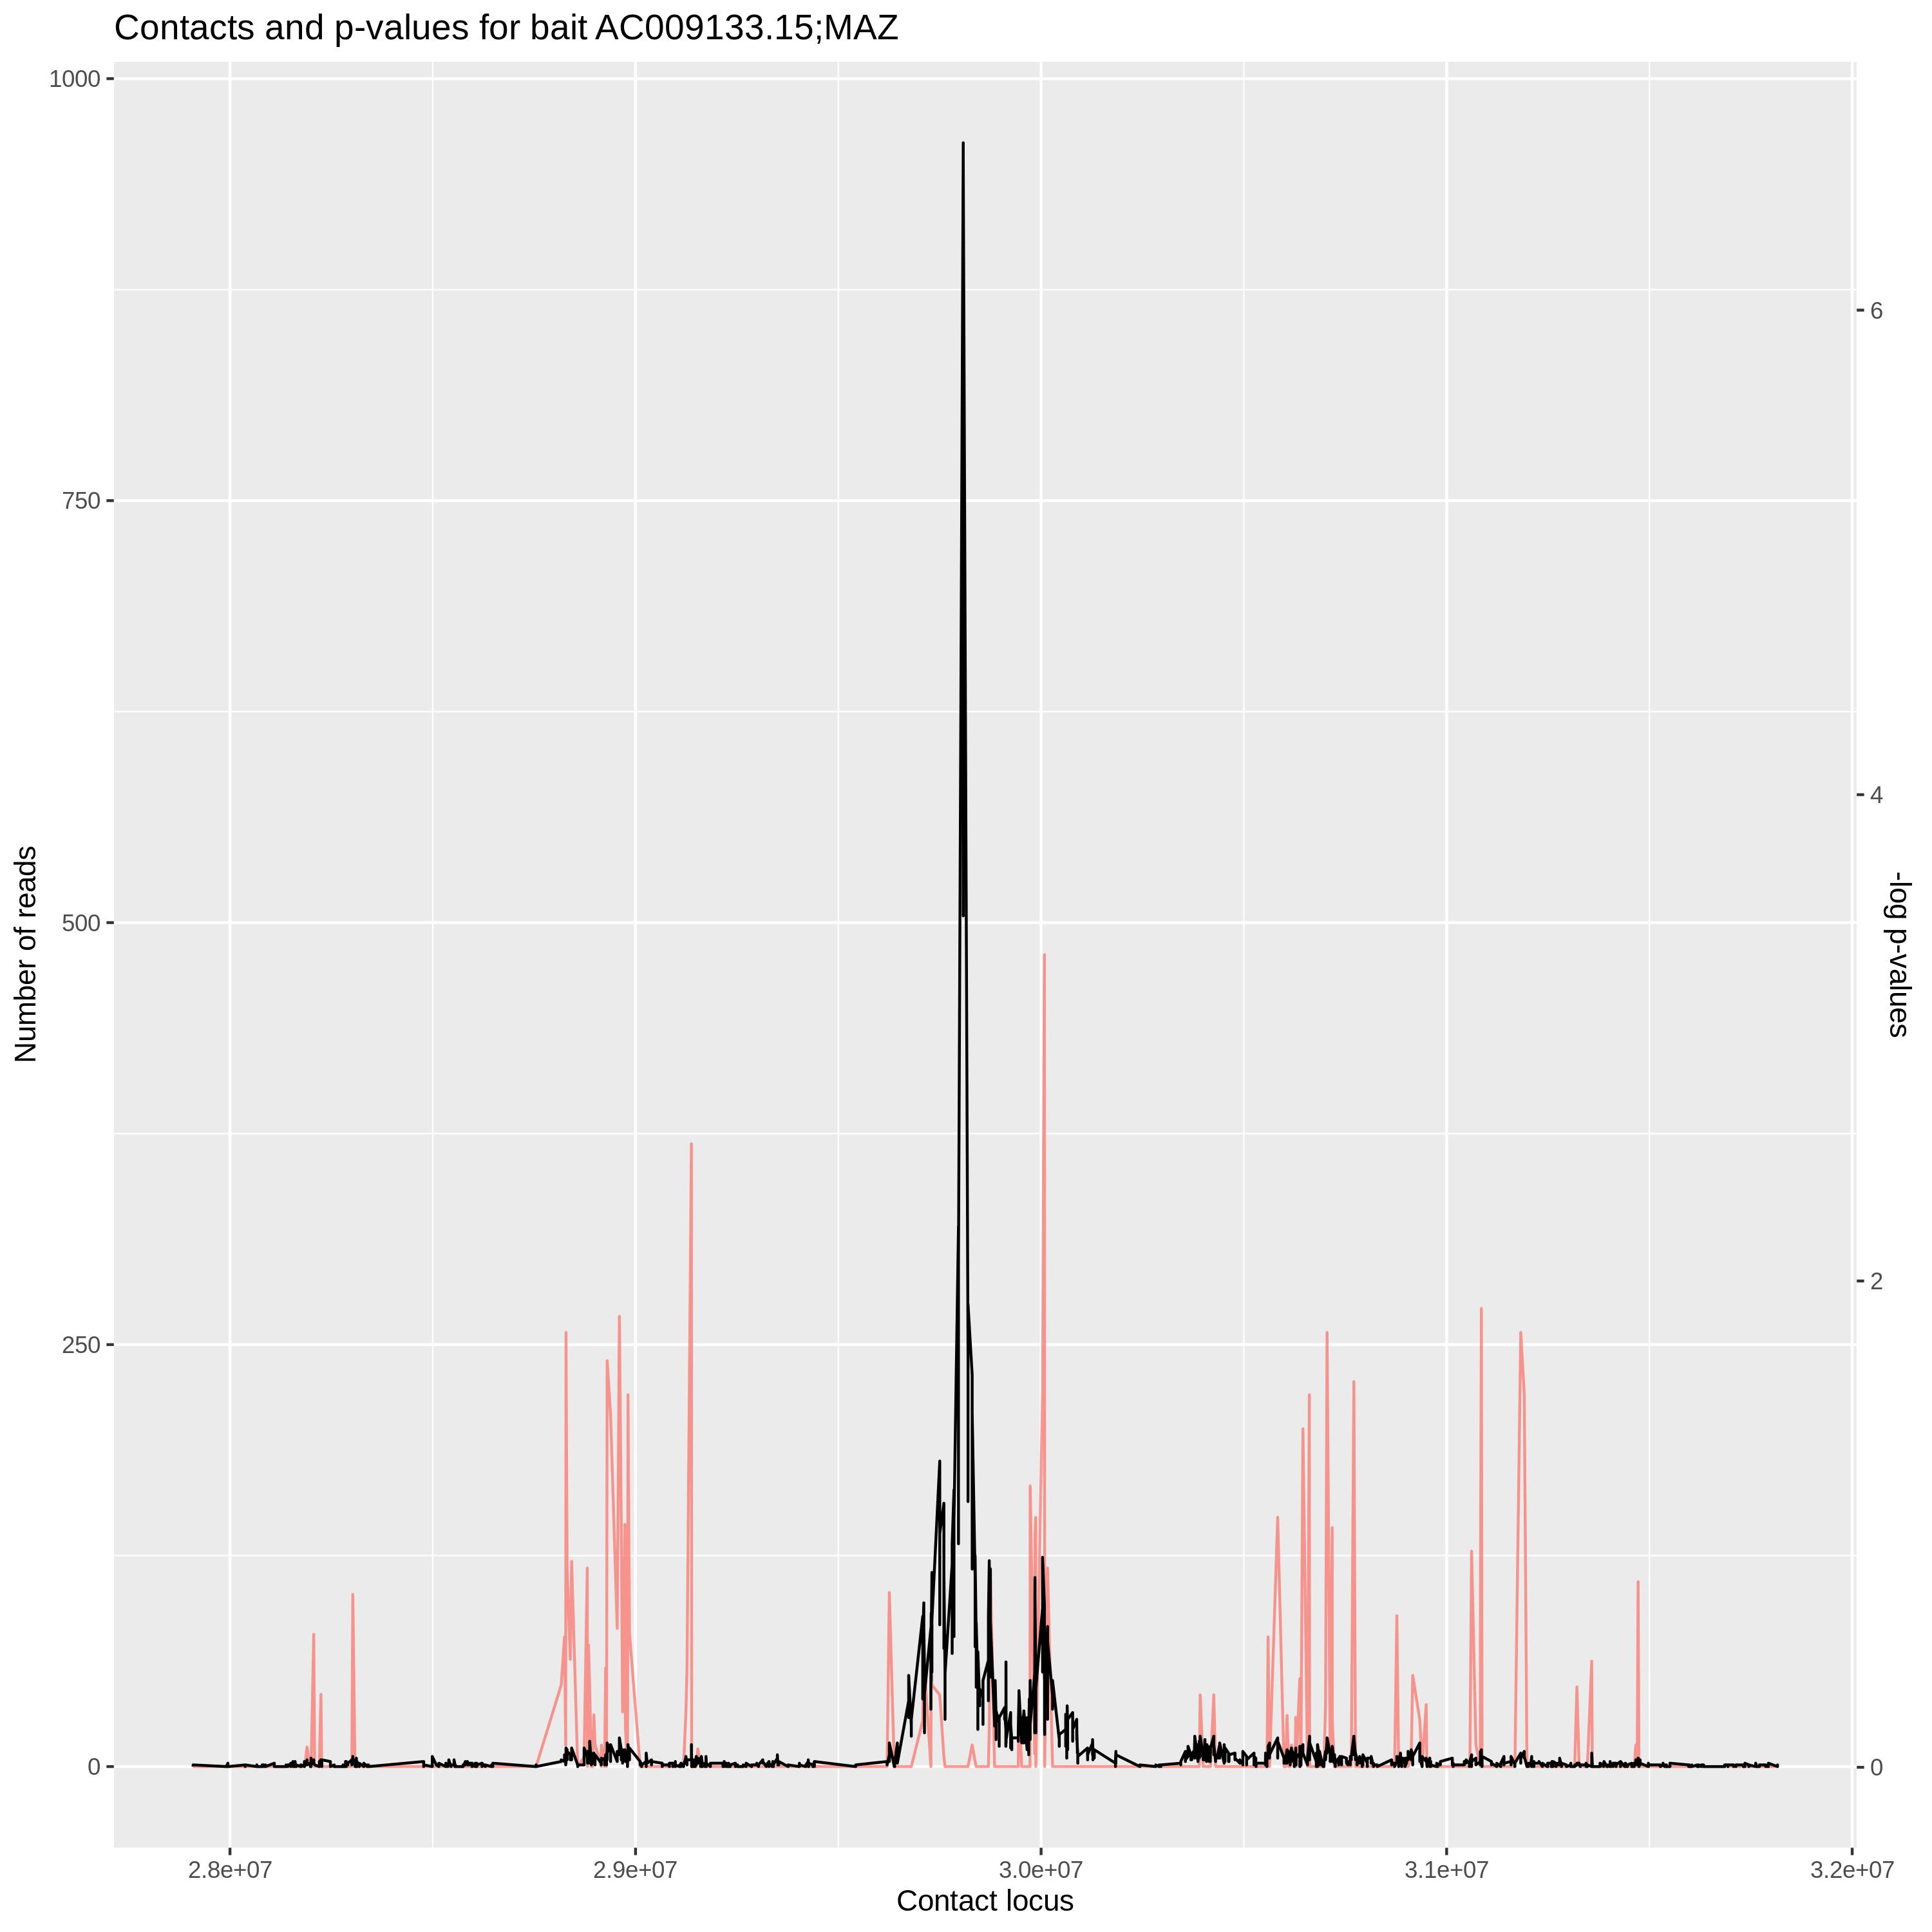 Contacts and p-values for bait AC009133.15;MAZ
1000
750
500
250
0
Number of reads
6
4
2
0
-log p-values
2.8e+07
2.9e+07
3.0e+07
3.1e+07
3.2e+07
Contact locus